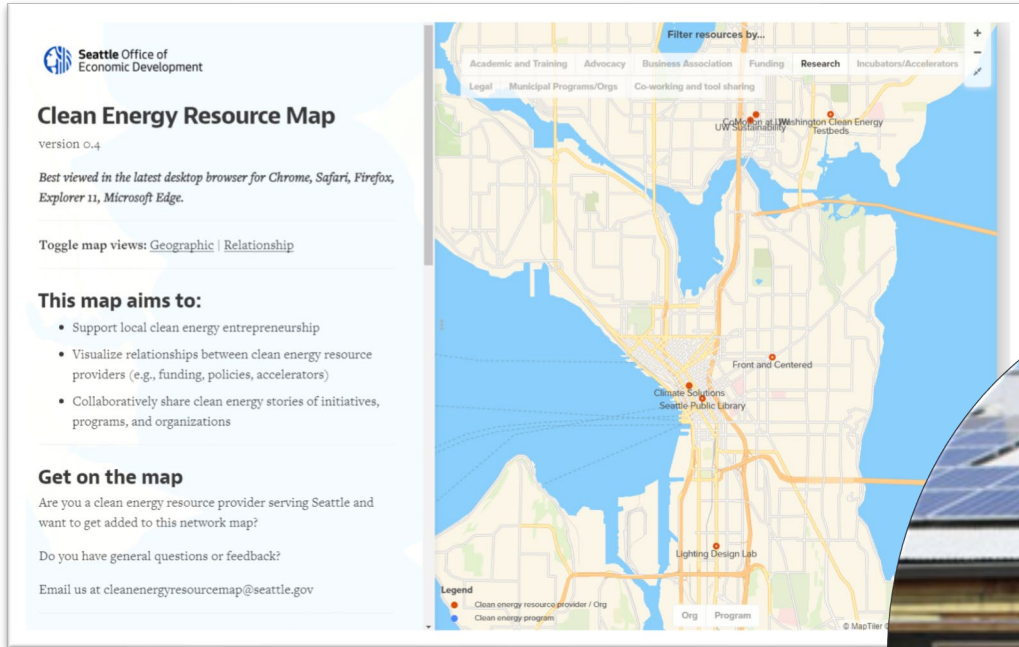 Seattle Office of
Economic Development
Clean Energy Resource Map
version 0.4
Best viewed in the latest desktop browser for Chrome, Safari, Firefox,
Explorer 11, Microsoft Edge.
Toggle map views: Geographic | Relationship
This map aims to:
• Support local clean energy entrepreneurship
• Visualize relationships between clean energy resource
providers (e.g., funding, policies, accelerators)
• Collaboratively share clean energy stories of initiatives,
programs, and organizations
Get on the map
Are you a clean energy resource provider serving Seattle and
want to get added to this network map?
Do you have general questions or feedback?
Email us at cleanenergyresourcemap@seattle.gov
Filter resources by...
Academic and Training Advocacy Business Association Funding Research Incubators/Accelerators
Legal Municipal Programs/Orgs Co-working and tool sharing
+
−
CoMotion at UW
UW Sustainability
Washington Clean Energy
Testbeds
Front and Centered
Climate Solutions
Seattle Public Library
Lighting Design Lab
Legend
Clean energy resource provider / Org
Clean energy program
Org Program
© MapTiler